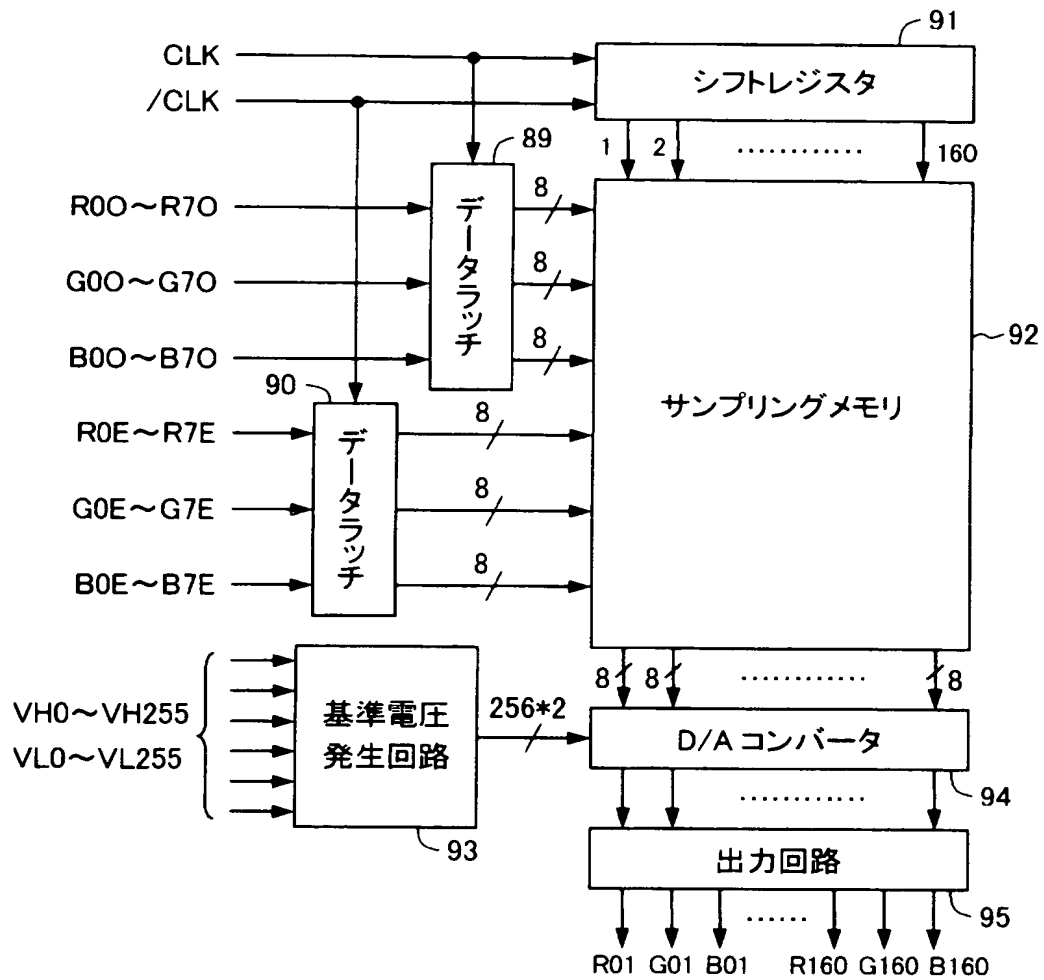 91
CLK
シフトレジスタ
/CLK
89
1 2 ............ 160
R0O～R7O
8
データラッチ
G0O～G7O
8
B0O～B7O
8
92
サンプリングメモリ
90
R0E～R7E
8
データラッチ
G0E～G7E
8
B0E～B7E
8
8 8 ............ 8
VH0～VH255
VL0～VL255
基準電圧
発生回路
256*2
D/Aコンバータ
93
............
94
出力回路
......
95
R01 G01 B01 R160 G160 B160